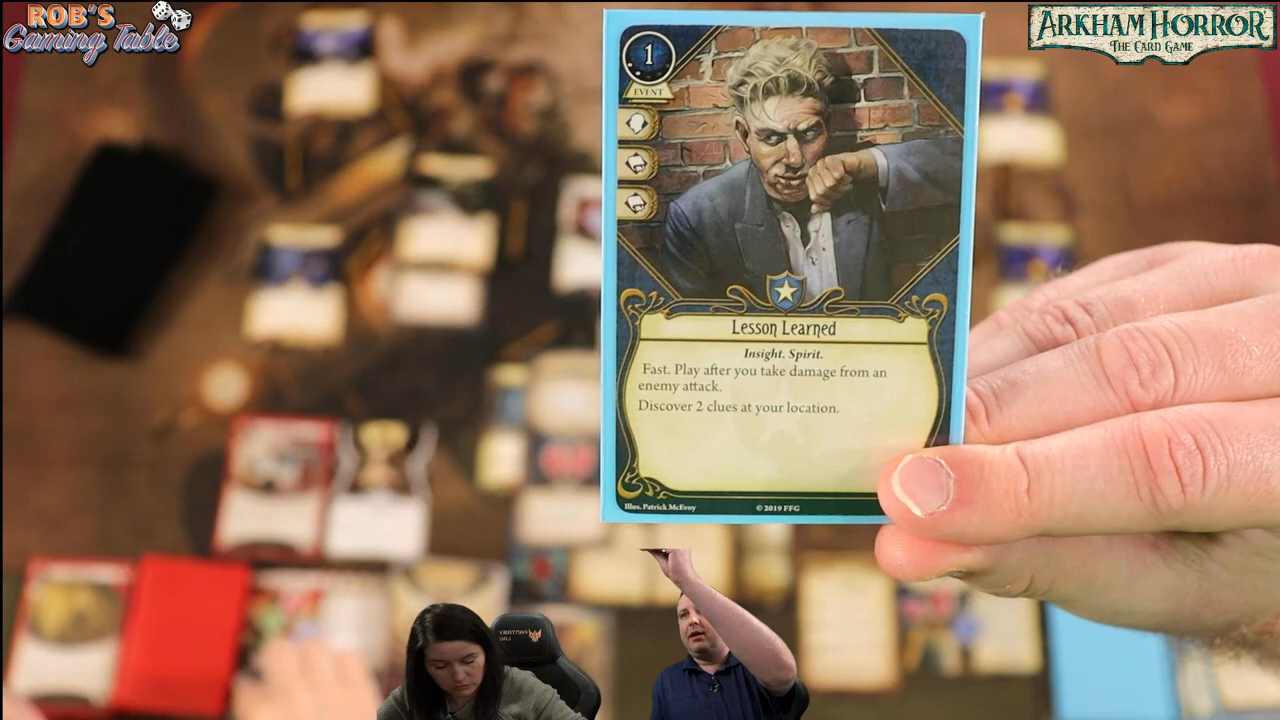 ROB'S
Gaming Table
ARKHAM HORROR
THE CARD GAME
1
EVENT
Lesson Learned
Insight. Spirit.
Fast. Play after you take damage from an
enemy attack.
Discover 2 clues at your location.
Illus. Patrick McEvoy
© 2019 FFG